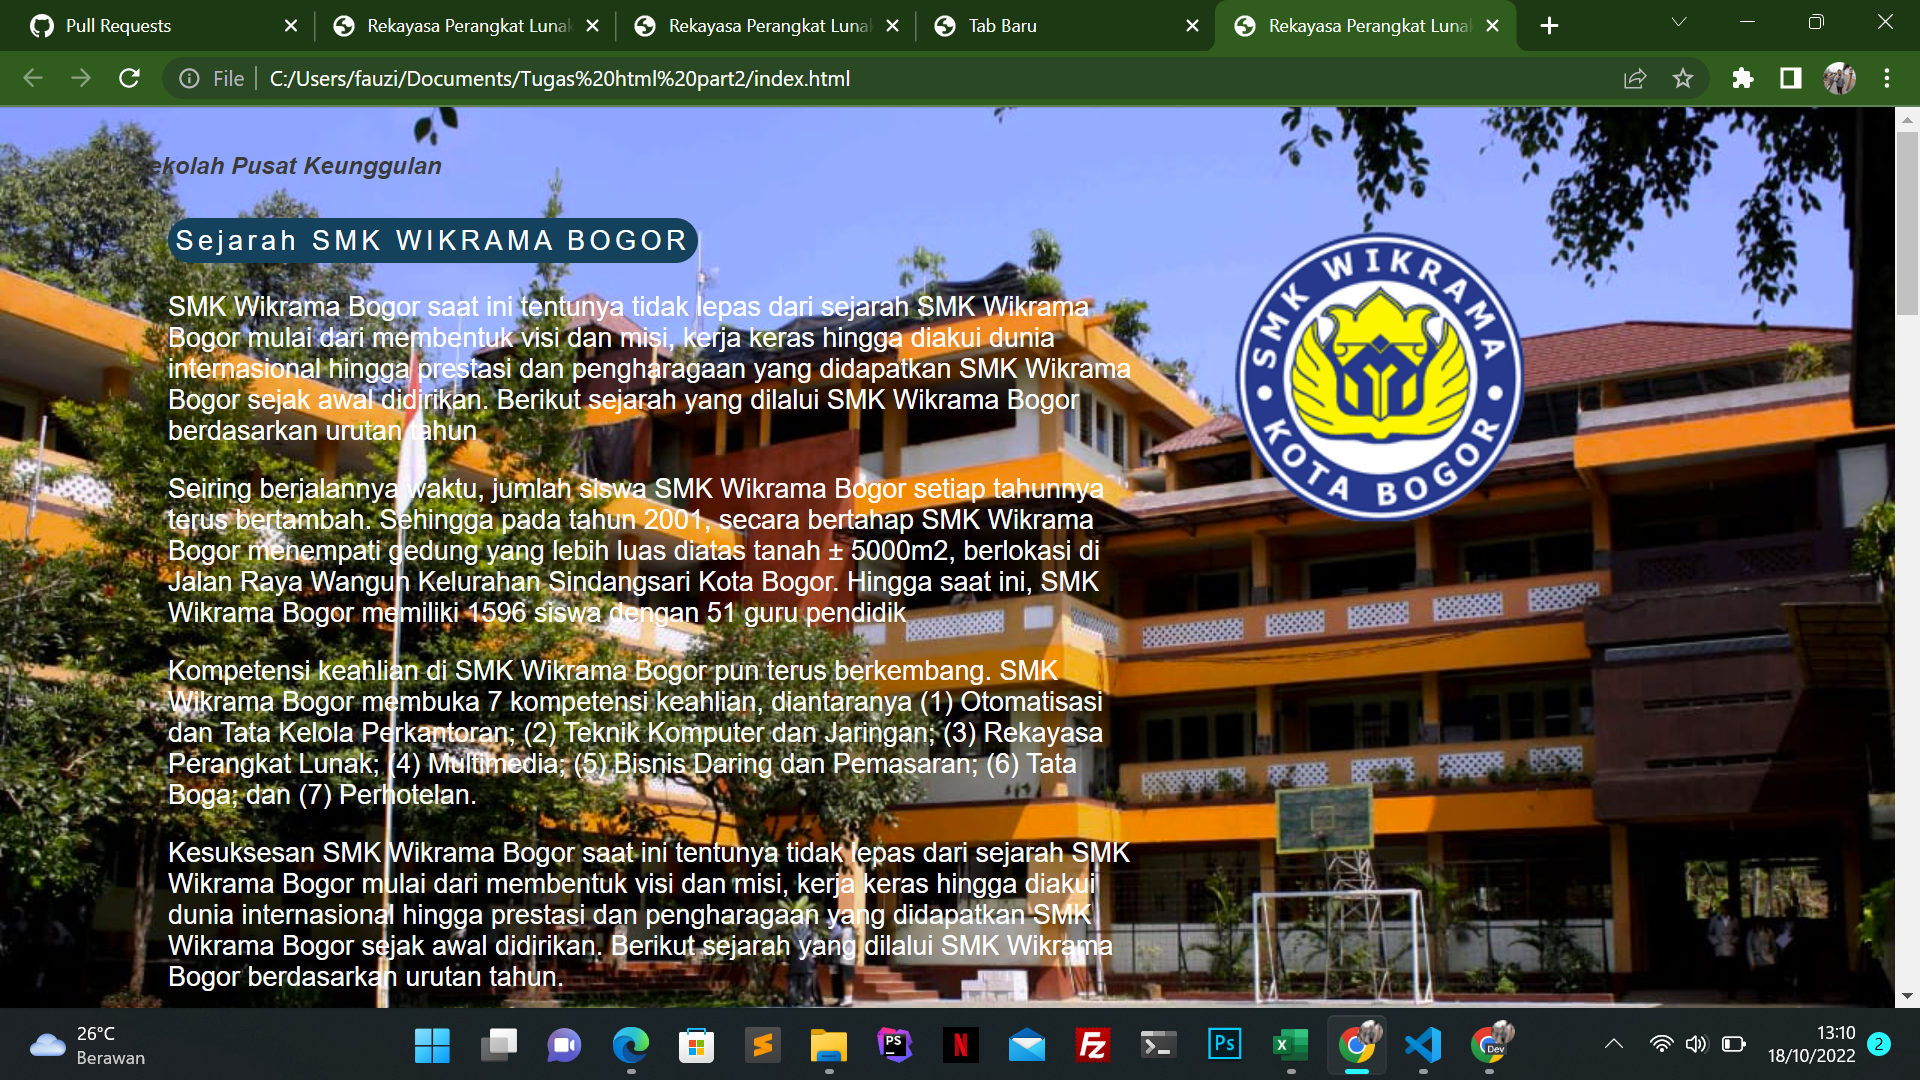 Pull Requests
Rekayasa Perangkat Lunak
Rekayasa Perangkat Lunak
Tab Baru
Rekayasa Perangkat Lunak
File
C:/Users/fauzi/Documents/Tugas%20html%20part2/index.html
ekolah Pusat Keunggulan
Sejarah SMK WIKRAMA BOGOR
SMK Wikrama Bogor saat ini tentunya tidak lepas dari sejarah SMK Wikrama
Bogor mulai dari membentuk visi dan misi, kerja keras hingga diakui dunia
internasional hingga prestasi dan pengharagaan yang didapatkan SMK Wikrama
Bogor sejak awal didirikan. Berikut sejarah yang dilalui SMK Wikrama Bogor
berdasarkan urutan tahun
Seiring berjalannya waktu, jumlah siswa SMK Wikrama Bogor setiap tahunnya
terus bertambah. Sehingga pada tahun 2001, secara bertahap SMK Wikrama
Bogor menempati gedung yang lebih luas diatas tanah ± 5000m2, berlokasi di
Jalan Raya Wangun Kelurahan Sindangsari Kota Bogor. Hingga saat ini, SMK
Wikrama Bogor memiliki 1596 siswa dengan 51 guru pendidik
Kompetensi keahlian di SMK Wikrama Bogor pun terus berkembang. SMK
Wikrama Bogor membuka 7 kompetensi keahlian, diantaranya (1) Otomatisasi
dan Tata Kelola Perkantoran; (2) Teknik Komputer dan Jaringan; (3) Rekayasa
Perangkat Lunak; (4) Multimedia; (5) Bisnis Daring dan Pemasaran; (6) Tata
Boga; dan (7) Perhotelan.
Kesuksesan SMK Wikrama Bogor saat ini tentunya tidak lepas dari sejarah SMK
Wikrama Bogor mulai dari membentuk visi dan misi, kerja keras hingga diakui
dunia internasional hingga prestasi dan pengharagaan yang didapatkan SMK
Wikrama Bogor sejak awal didirikan. Berikut sejarah yang dilalui SMK Wikrama
Bogor berdasarkan urutan tahun.
SMK WIKRAMA
KOTA BOGOR
26°C
Berawan
PS
N
Fz
Ps
X
Dev
13:10
18/10/2022
2